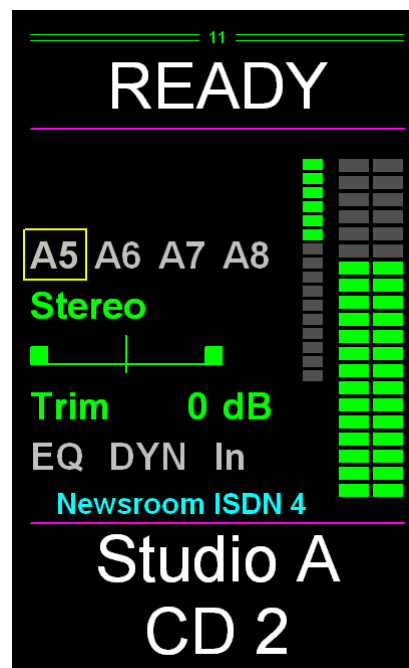 11
READY
A5 A6 A7 A8
Stereo
Trim 0 dB
EQ DYN In
Newsroom ISDN 4
Studio A
CD 2